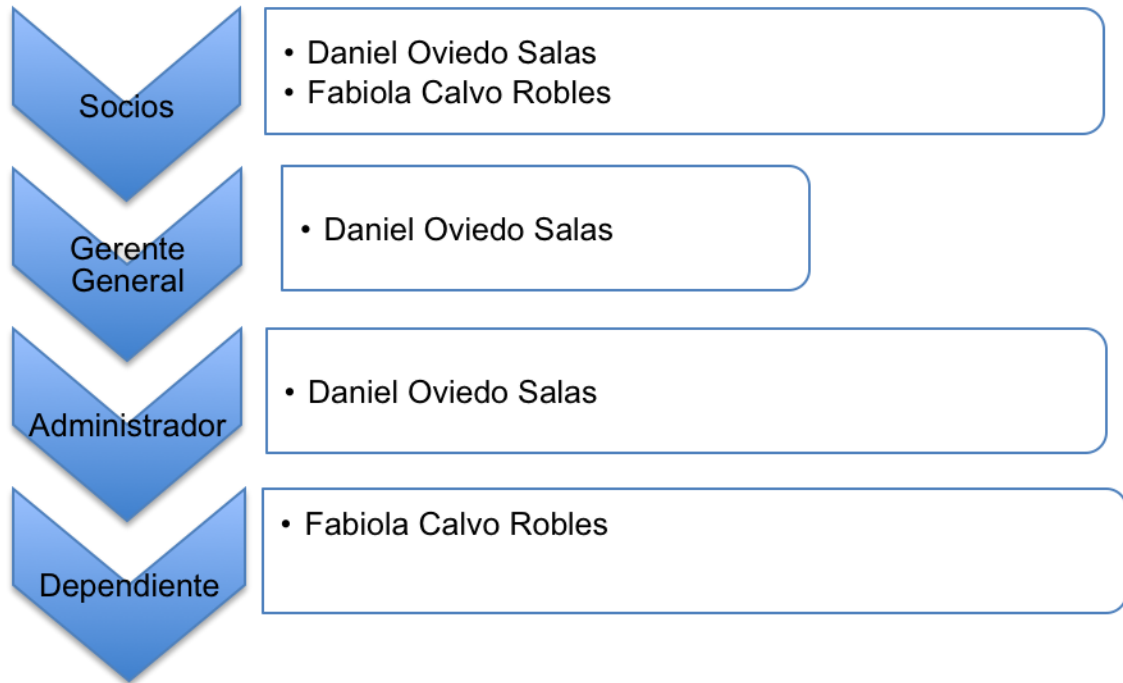 Socios
• Daniel Oviedo Salas
• Fabiola Calvo Robles
Gerente
General
• Daniel Oviedo Salas
Administrador
• Daniel Oviedo Salas
Dependiente
• Fabiola Calvo Robles